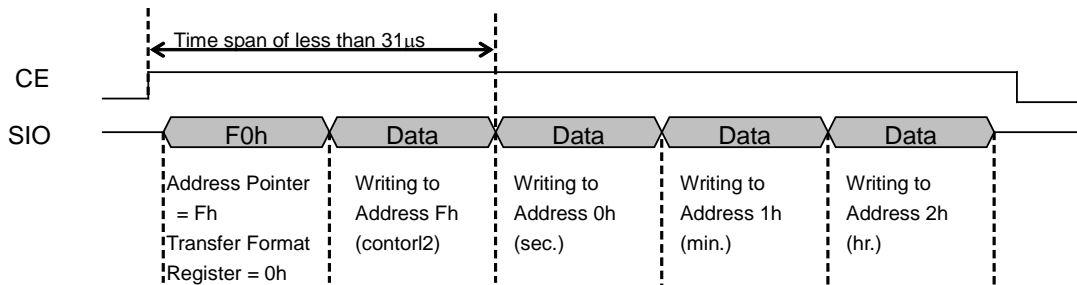 Time span of less than 31μs
CE
SIO
F0h
Data
Data
Data
Data
Address Pointer
= Fh
Transfer Format
Register = 0h
Writing to
Address Fh
(contorl2)
Writing to
Address 0h
(sec.)
Writing to
Address 1h
(min.)
Writing to
Address 2h
(hr.)